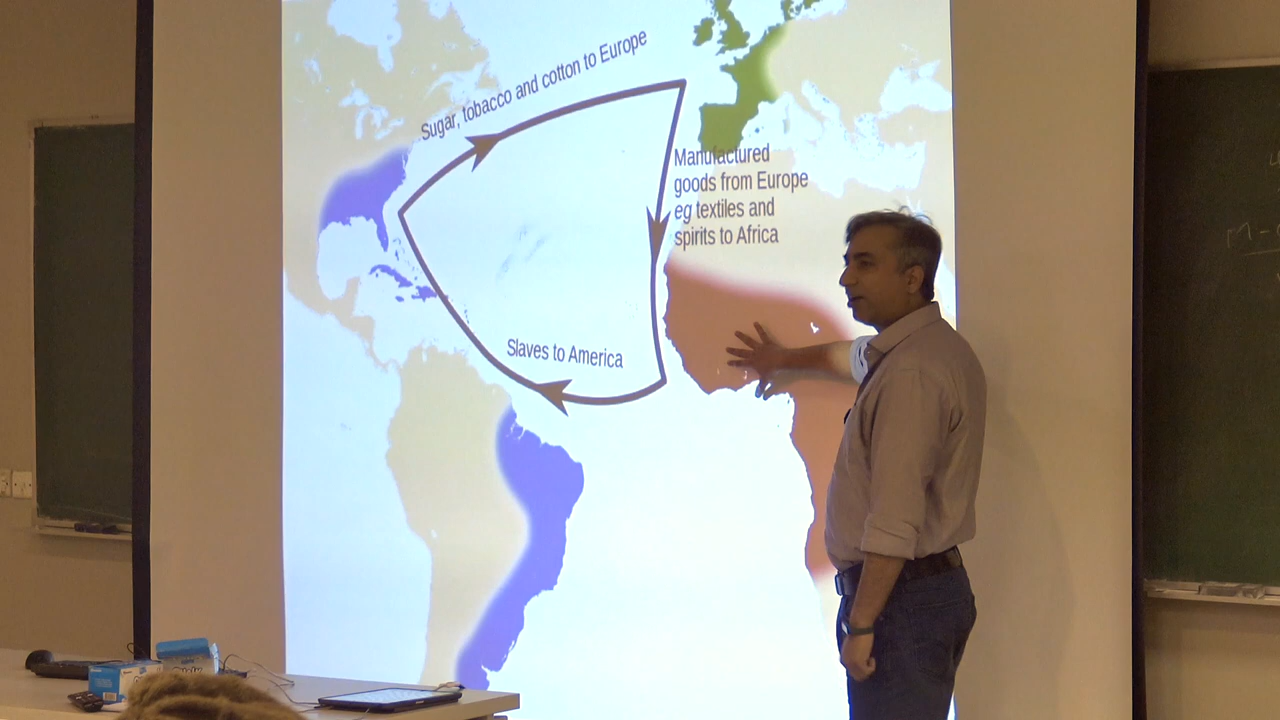 Sugar, tobacco and cotton to Europe
Manufactured
goods from Europe
eg textiles and
spirits to Africa
Slaves to America